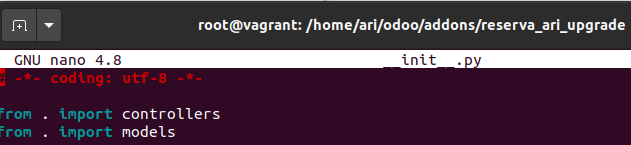 root@vagrant: /home/ari/odoo/addons/reserva_ari_upgrade
GNU nano 4.8 __init__.py
# -*- coding: utf-8 -*-
from . import controllers
from . import models